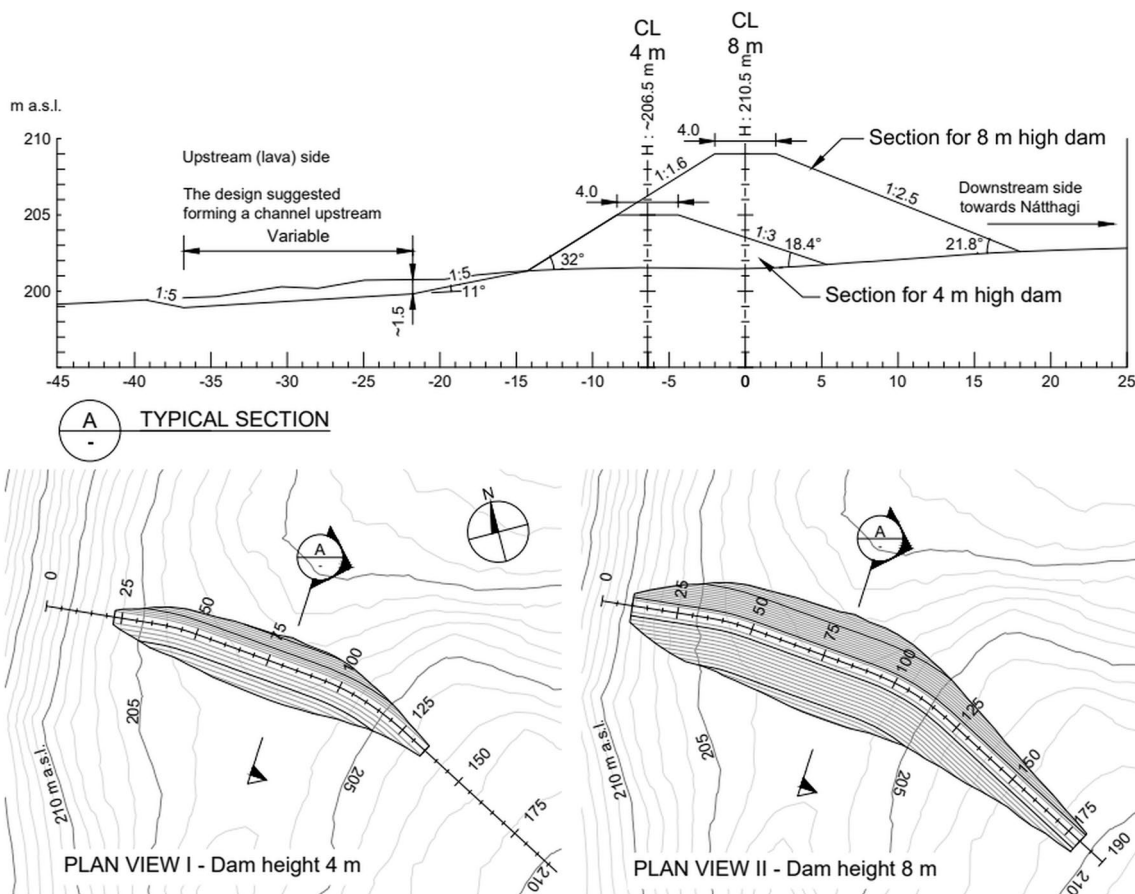 CL
4 m
CL
8 m
H : ~206.5 m
H : 210.5 m
m a.s.l.
210
205
200
Upstream (lava) side
The design suggested
forming a channel upstream
Variable
4.0
4.0
1:1.6
Section for 8 m high dam
1:2.5
Downstream side
towards Nátthagi
1:3
18.4°
21.8°
32°
1:5
11°
1:5
~1.5
Section for 4 m high dam
-45
-40
-35
-30
-25
-20
-15
-10
-5
0
5
10
15
20
25
A
-
TYPICAL SECTION
N
A
-
0
25
50
75
100
125
150
175
210
205
205
210 m a.s.l.
PLAN VIEW I - Dam height 4 m
A
-
0
25
50
75
100
125
150
175
190
210
205
205
210 m a.s.l.
PLAN VIEW II - Dam height 8 m